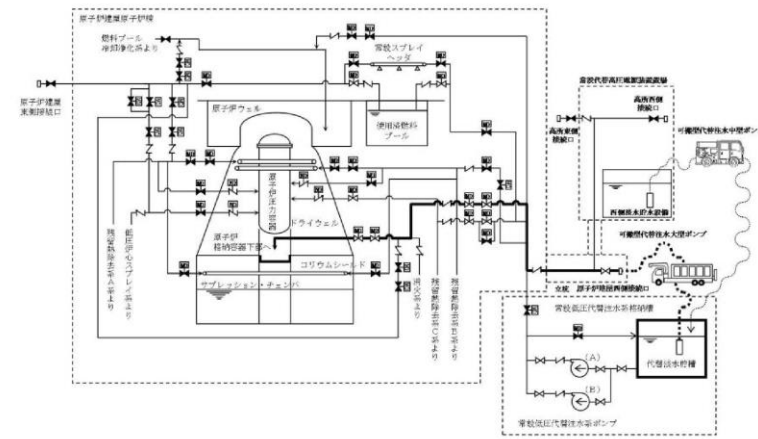 原子炉建屋原子炉棟
燃料プール
冷却浄化系より
常設スプレイ
ヘッダ
原子炉建屋
東側接続口
原子炉ウェル
使用済燃料
プール
常設代替高圧電源装置置場
高所西側
接続口
高所東側
接続口
可搬型代替注水中型ポンプ
西側淡水貯水設備
原子炉圧力容器
ドライウェル
原子炉
格納容器下部へ
コリウムシールド
サプレッション・チェンバ
残留熱除去系A系より
低圧炉心スプレイ系より
消火系より
残留熱除去系C系より
残留熱除去系B系より
可搬型代替注水大型ポンプ
立坑
原子炉建屋西側接続口
常設低圧代替注水系格納槽
代替淡水貯槽
(A)
(B)
常設低圧代替注水系ポンプ